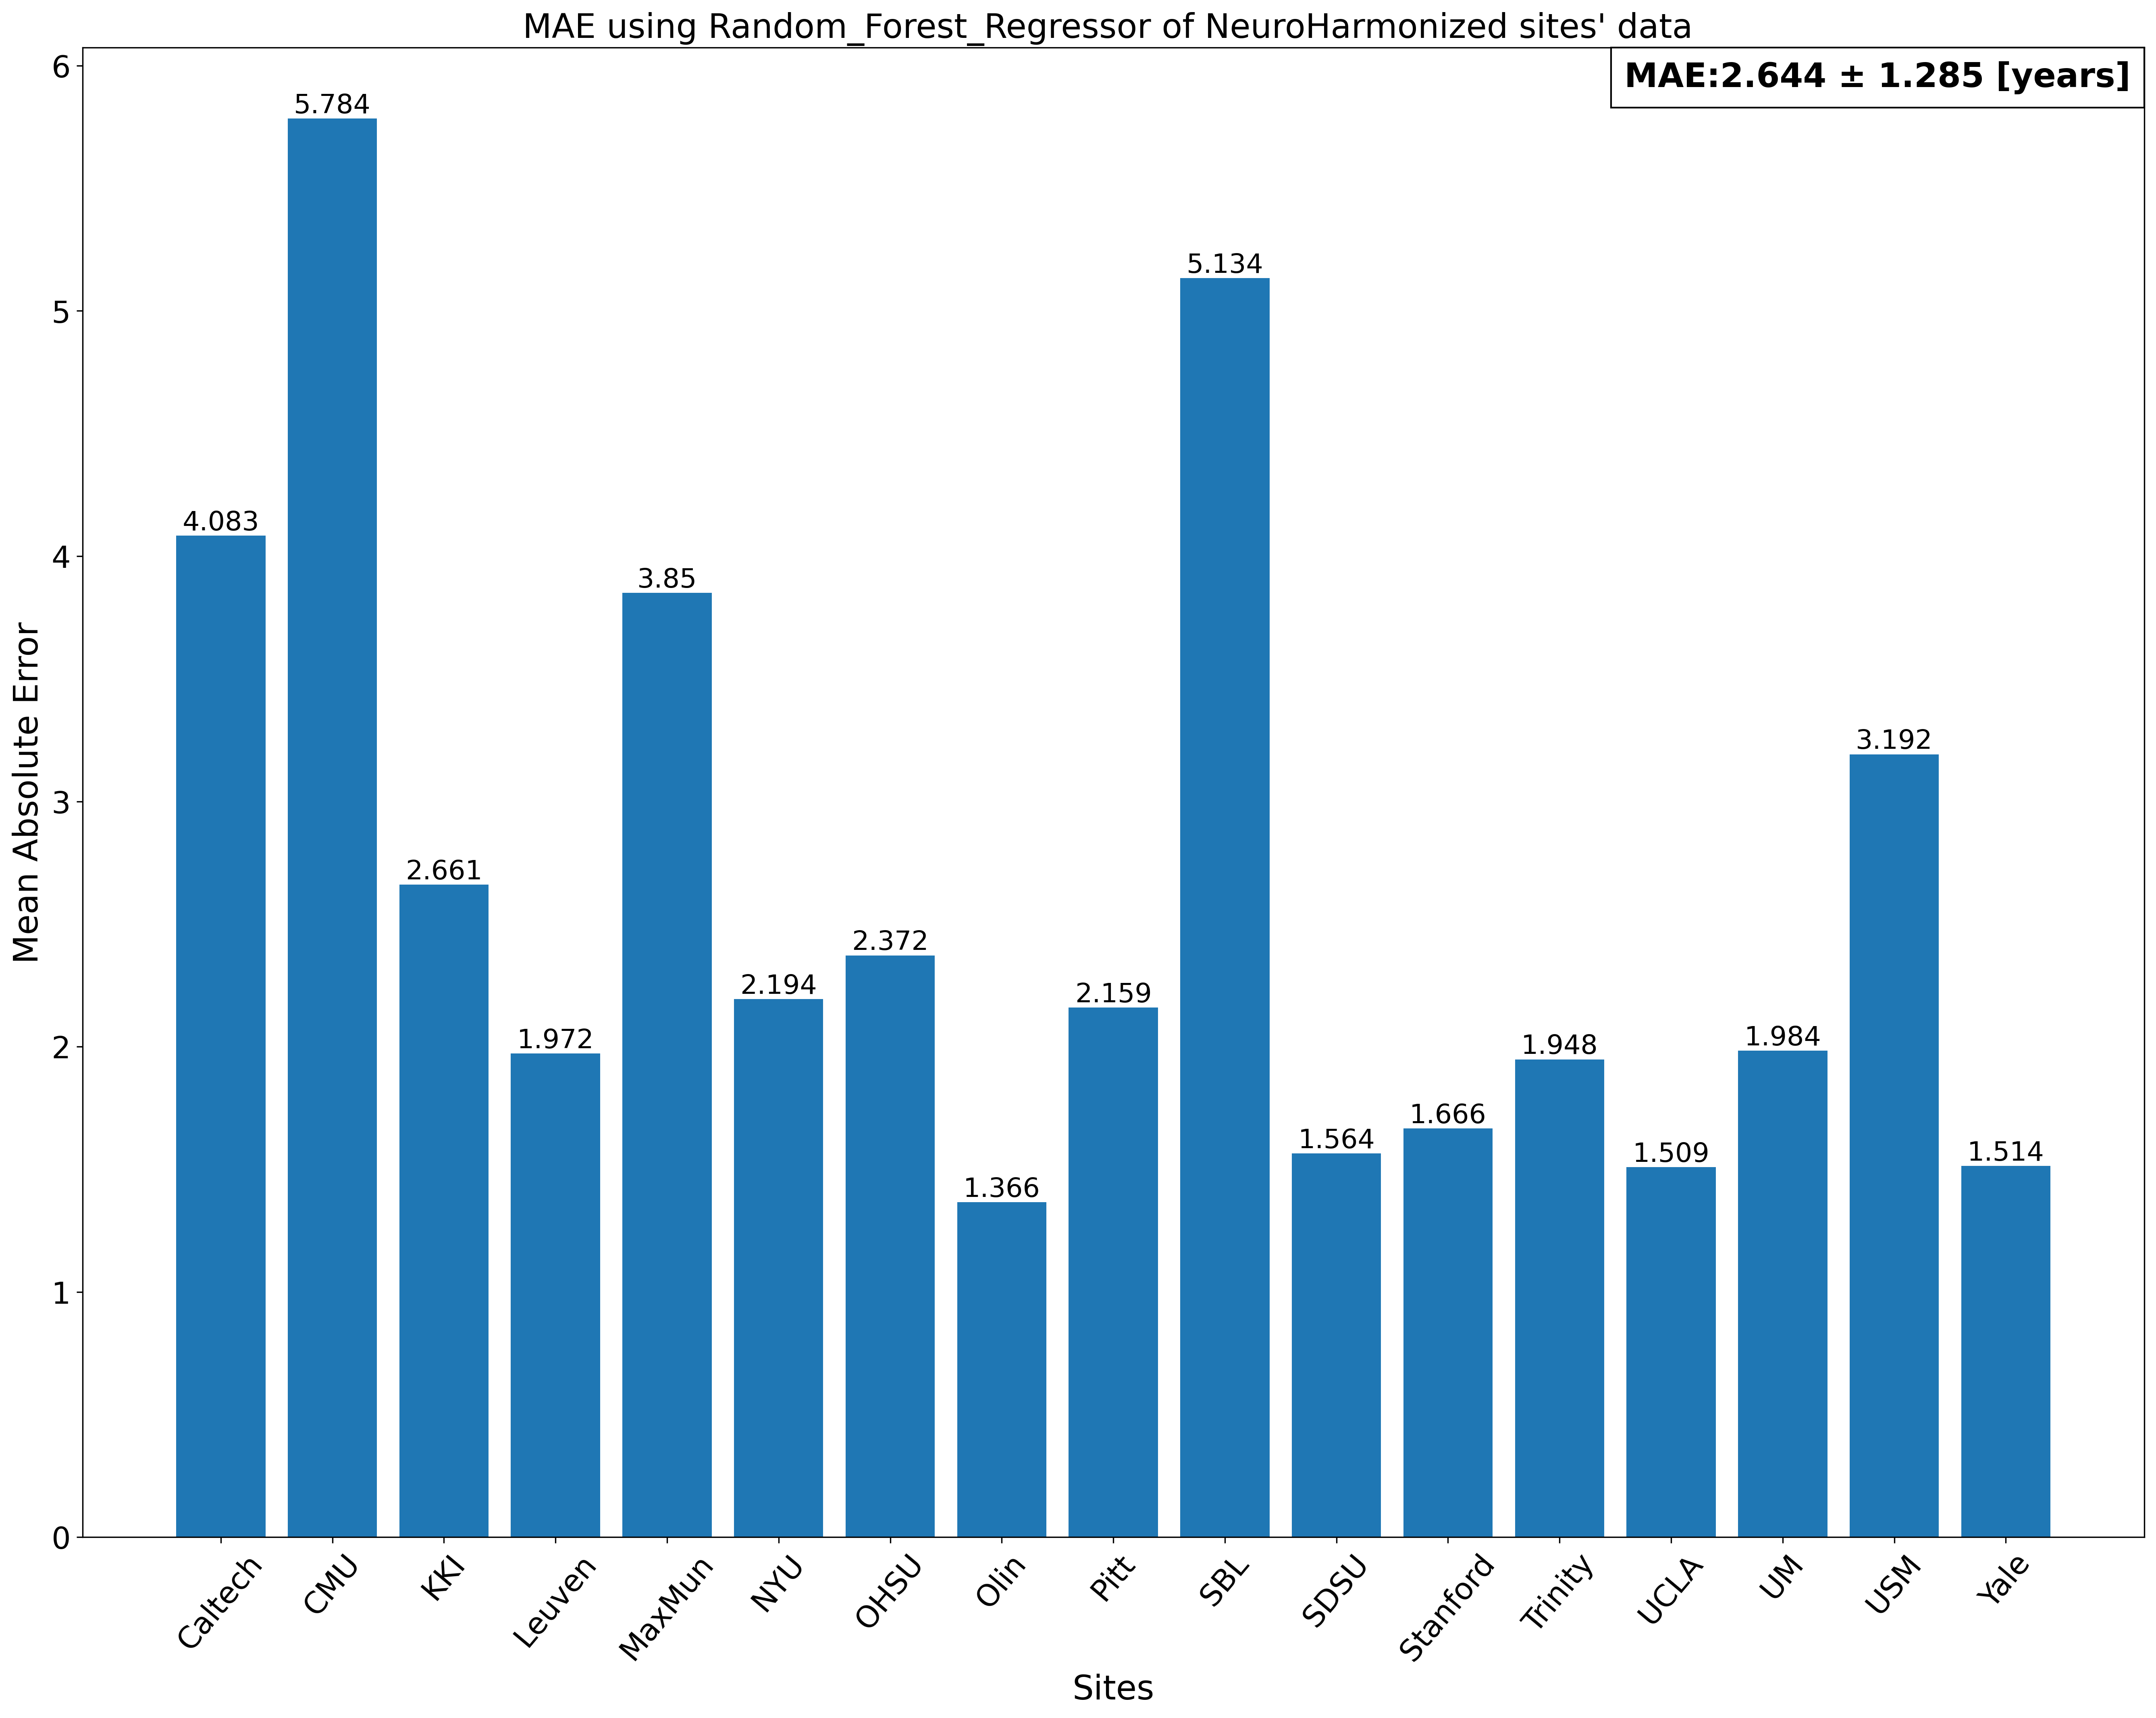 MAE using Random_Forest_Regressor of NeuroHarmonized sites' data
MAE:2.644 ± 1.285 [years]
Mean Absolute Error
6
5
4
3
2
1
0
4.083
5.784
2.661
1.972
3.85
2.194
2.372
1.366
2.159
5.134
1.564
1.666
1.948
1.509
1.984
3.192
1.514
Caltech
CMU
KKI
Leuven
MaxMun
NYU
OHSU
Olin
Pitt
SBL
SDSU
Stanford
Trinity
UCLA
UM
USM
Yale
Sites